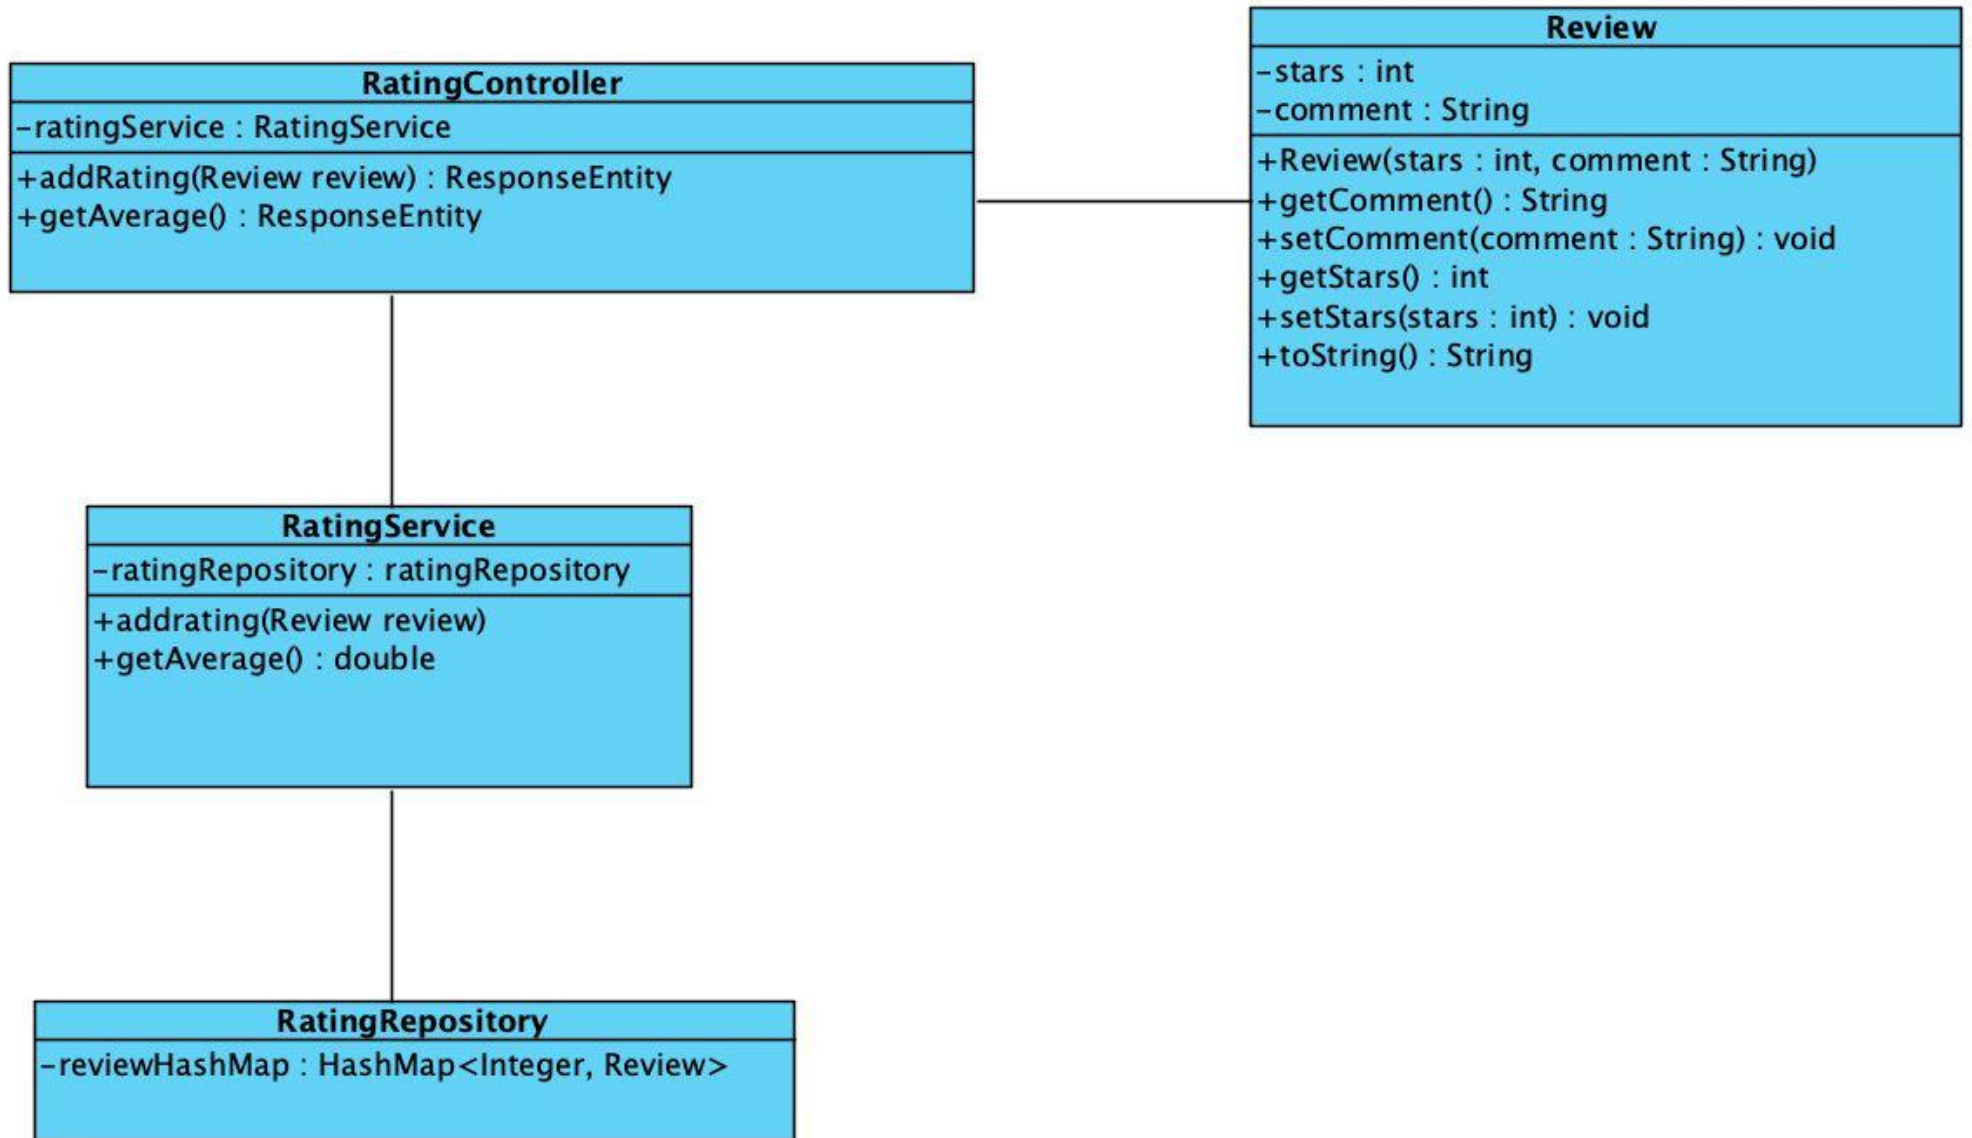 RatingController
-ratingService : RatingService
+addRating(Review review) : ResponseEntity
+getAverage() : ResponseEntity
Review
-stars : int
-comment : String
+Review(stars : int, comment : String)
+getComment() : String
+setComment(comment : String) : void
+getStars() : int
+setStars(stars : int) : void
+toString() : String
RatingService
-ratingRepository : ratingRepository
+addrating(Review review)
+getAverage() : double
RatingRepository
-reviewHashMap : HashMap<Integer, Review>